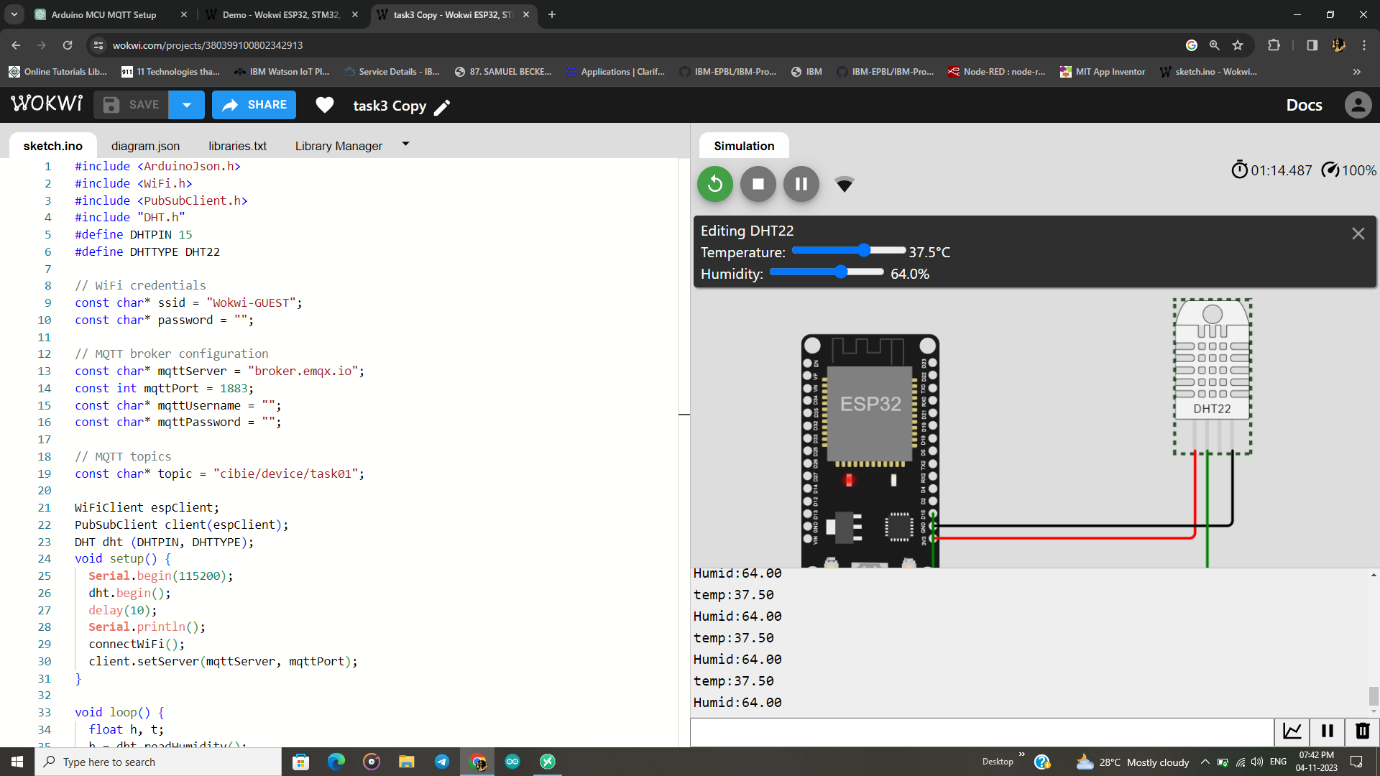 Arduino MCU MQTT Setup
Demo - Wokwi ESP32, STM32,
task3 Copy - Wokwi ESP32, ST
wokwi.com/projects/380399100802342913
Online Tutorials Lib...
911 11 Technologies tha...
IBM Watson IoT Pl...
Service Details - IB...
87. SAMUEL BECKE...
Applications | Clarif...
IBM-EPBL/IBM-Pro...
IBM
IBM-EPBL/IBM-Pro...
Node-RED : node-r...
MIT App Inventor
sketch.ino - Wokwi...
WOKWI
SAVE
SHARE
task3 Copy
Docs
sketch.ino
diagram.json
libraries.txt
Library Manager
1 #include <ArduinoJson.h>
2 #include <WiFi.h>
3 #include <PubSubClient.h>
4 #include "DHT.h"
5 #define DHTPIN 15
6 #define DHTTYPE DHT22
7
8 // WiFi credentials
9 const char* ssid = "Wokwi-GUEST";
10 const char* password = "";
11
12 // MQTT broker configuration
13 const char* mqttServer = "broker.emqx.io";
14 const int mqttPort = 1883;
15 const char* mqttUsername = "";
16 const char* mqttPassword = "";
17
18 // MQTT topics
19 const char* topic = "cibie/device/task01";
20
21 WiFiClient espClient;
22 PubSubClient client(espClient);
23 DHT dht (DHTPIN, DHTTYPE);
24 void setup() {
25 Serial.begin(115200);
26 dht.begin();
27 delay(10);
28 Serial.println();
29 connectWiFi();
30 client.setServer(mqttServer, mqttPort);
31 }
32
33 void loop() {
34 float h, t;
35 h = dht.readHumidity();
Simulation
01:14.487
100%
Editing DHT22
Temperature: 37.5°C
Humidity: 64.0%
ESP32
DHT22
Humid:64.00
temp:37.50
Humid:64.00
temp:37.50
Humid:64.00
temp:37.50
Humid:64.00
Type here to search
Desktop
28°C Mostly cloudy
ENG
07:42 PM
04-11-2023